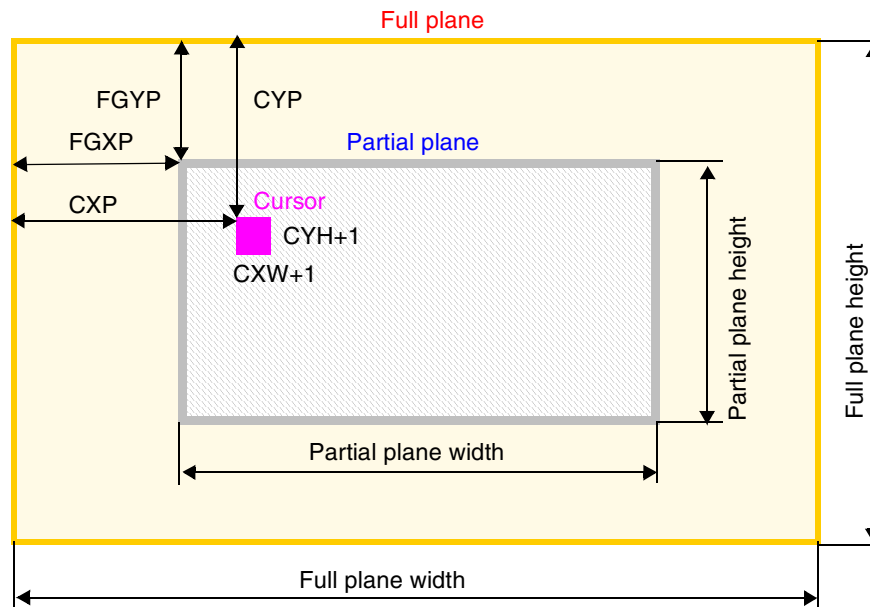 Full plane
FGYP
CYP
FGXP
Partial plane
CXP
Cursor
CYH+1
CXW+1
Partial plane height
Full plane height
Partial plane width
Full plane width